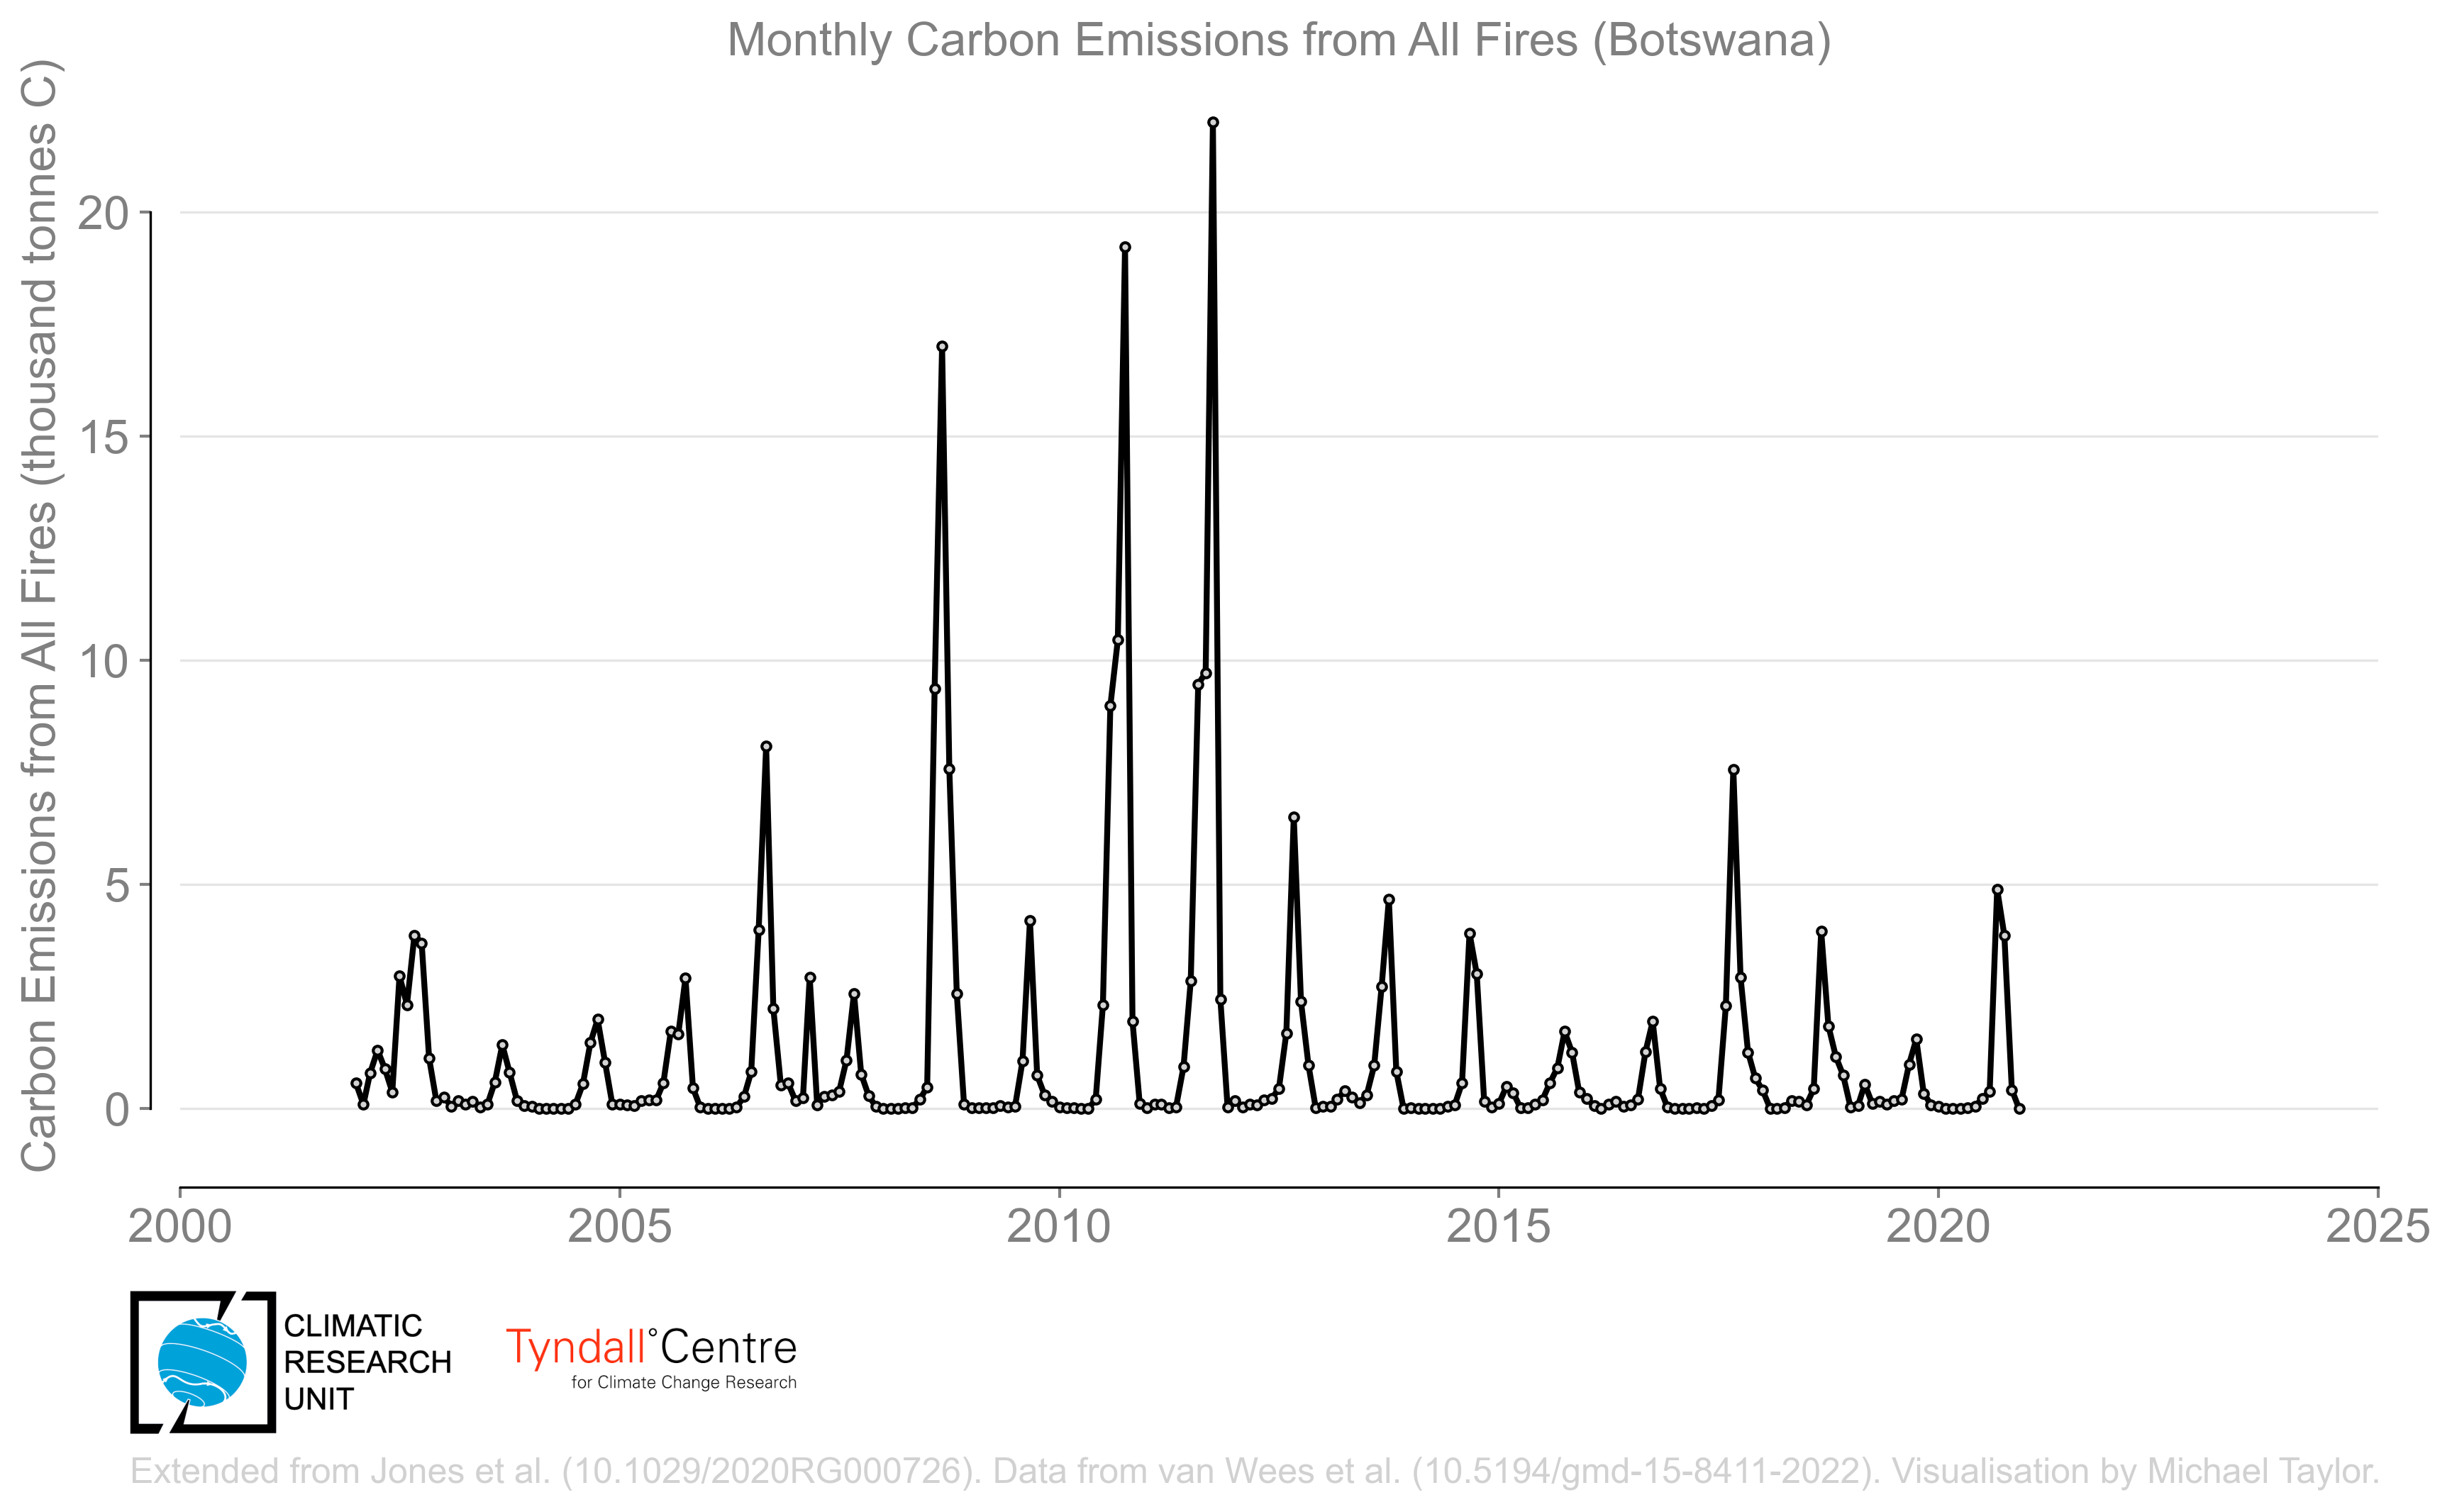 Monthly Carbon Emissions from All Fires (Botswana)
Carbon Emissions from All Fires (thousand tonnes C)
20
15
10
5
0
2000
2005
2010
2015
2020
2025
CLIMATIC
RESEARCH
UNIT
Tyndall°Centre
for Climate Change Research
Extended from Jones et al. (10.1029/2020RG000726). Data from van Wees et al. (10.5194/gmd-15-8411-2022). Visualisation by Michael Taylor.